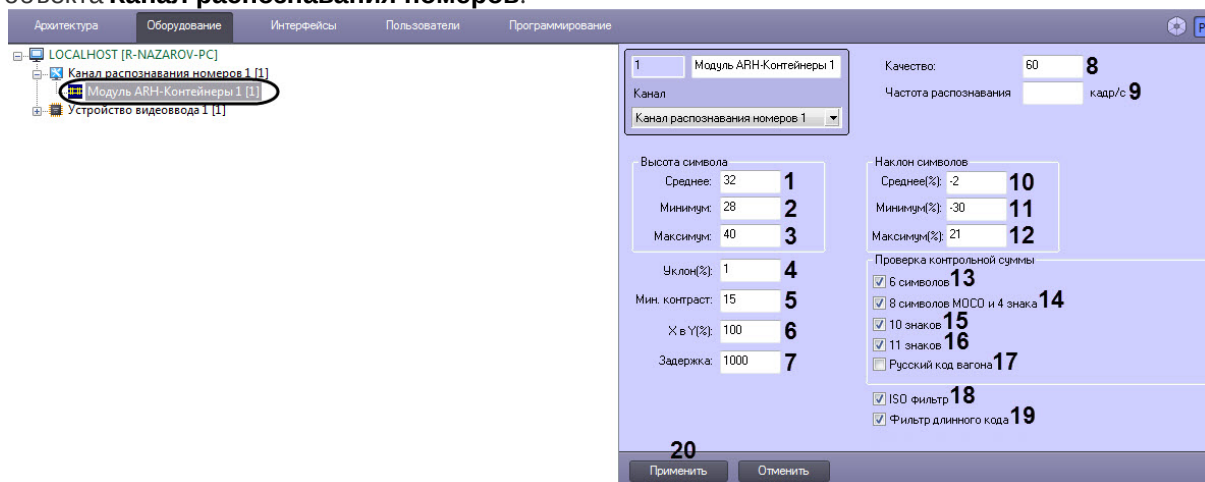 объекта Канал распознавания номеров.
Архитектура Оборудование Интерфейсы Пользователи Программирование
LOCALHOST [R-NAZAROV-PC]
Канал распознавания номеров 1 [1]
Модуль ARH-Контейнеры 1 [1]
Устройство видеоввода 1 [1]
1 Модуль ARH-Контейнеры 1
Канал
Канал распознавания номеров 1
Качество: 60 8
Частота распознавания кадр/с 9
Высота символа
Среднее: 32 1
Минимум: 28 2
Максимум: 40 3
Уклон(%): 1 4
Мин. контраст: 15 5
X в Y(%): 100 6
Задержка: 1000 7
Наклон символов
Среднее(%): -2 10
Минимум(%): -30 11
Максимум(%): 21 12
Проверка контрольной суммы
6 символов 13
8 символов МОСО и 4 знака 14
10 знаков 15
11 знаков 16
Русский код вагона 17
ISO фильтр 18
Фильтр длинного кода 19
20
Применить Отменить